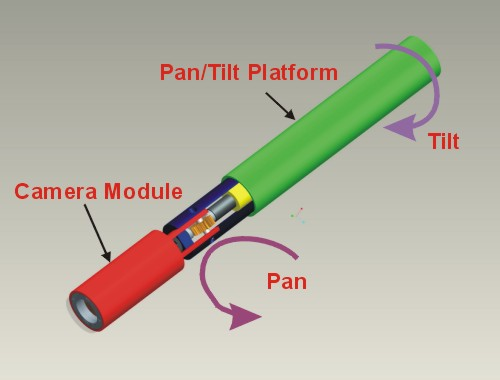 Pan/Tilt Platform
Tilt
Camera Module
Pan